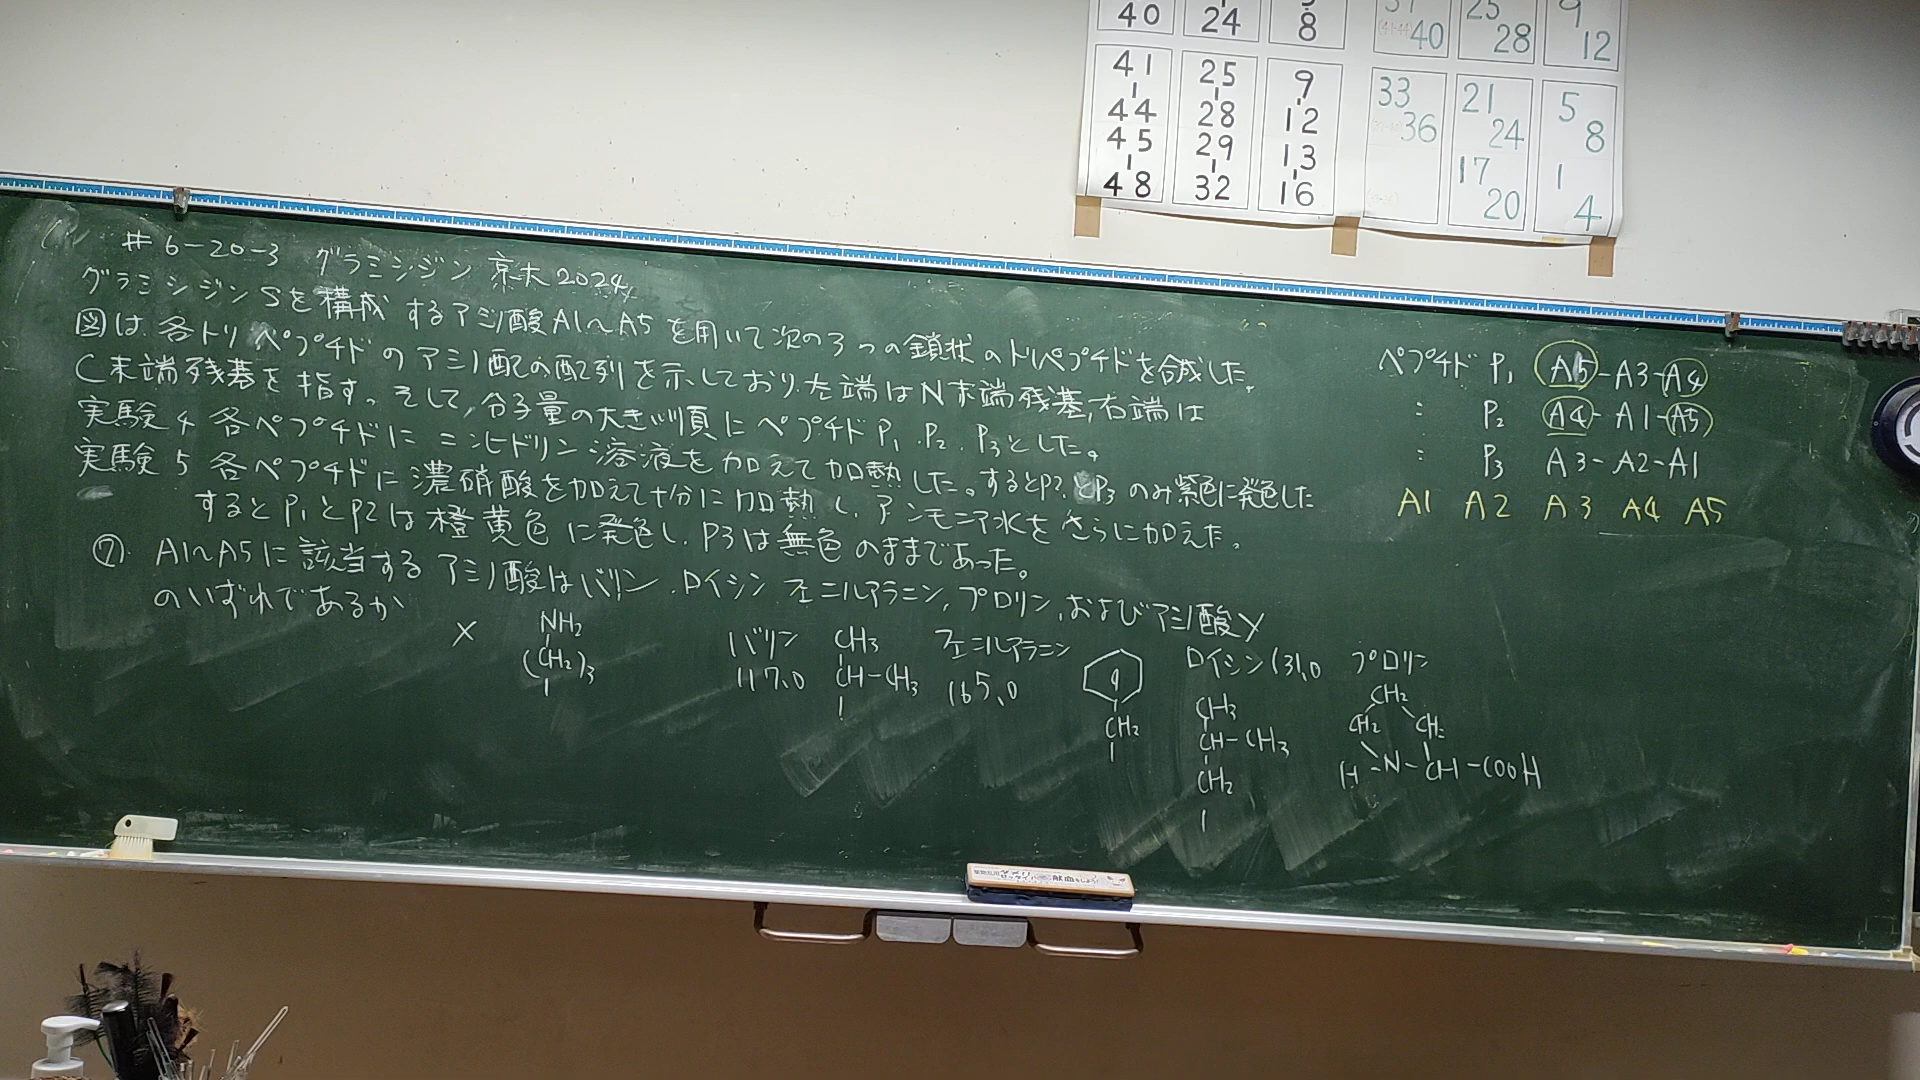 40 24 8
41 25 9
44 28 12
45 29 13
48 32 16
40 25 28 9 12
33 36 21 24 5 8
17 20 1 4
#6-20-3 グラミシジン 京大2024
グラミシジンSを構成するアミノ酸A1〜A5を用いて次の3つの鎖状のトリペプチドを合成した。
図は、各トリペプチドのアミノ配の配列を示しており、左端はN末端残基、右端は
C末端残基を指す。そして、分子量の大きい順にペプチドP1、P2、P3とした。
実験4 各ペプチドにニンヒドリン溶液を加えて加熱した。するとP2とP3のみ紫色に発色した
実験5 各ペプチドに濃硝酸を加えて十分に加熱し、アンモニア水をさらに加えた。
するとP1とP2は橙黄色に発色し、P3は無色のままであった。
⑦ A1〜A5に該当するアミノ酸はバリン、ロイシン フェニルアラニン、プロリン、およびアミノ酸Y
のいずれであるか
ペプチド P1 A5-A3-A4
: P2 A4-A1-A5
: P3 A3-A2-A1
A1 A2 A3 A4 A5
X
NH2
(CH2)3
バリン
117.0
CH3
CH-CH3
フェニルアラニン
165.0
CH2
ロイシン 131.0
CH3
CH-CH3
CH2
プロリン
CH2
CH2 CH2
H-N-CH-COOH